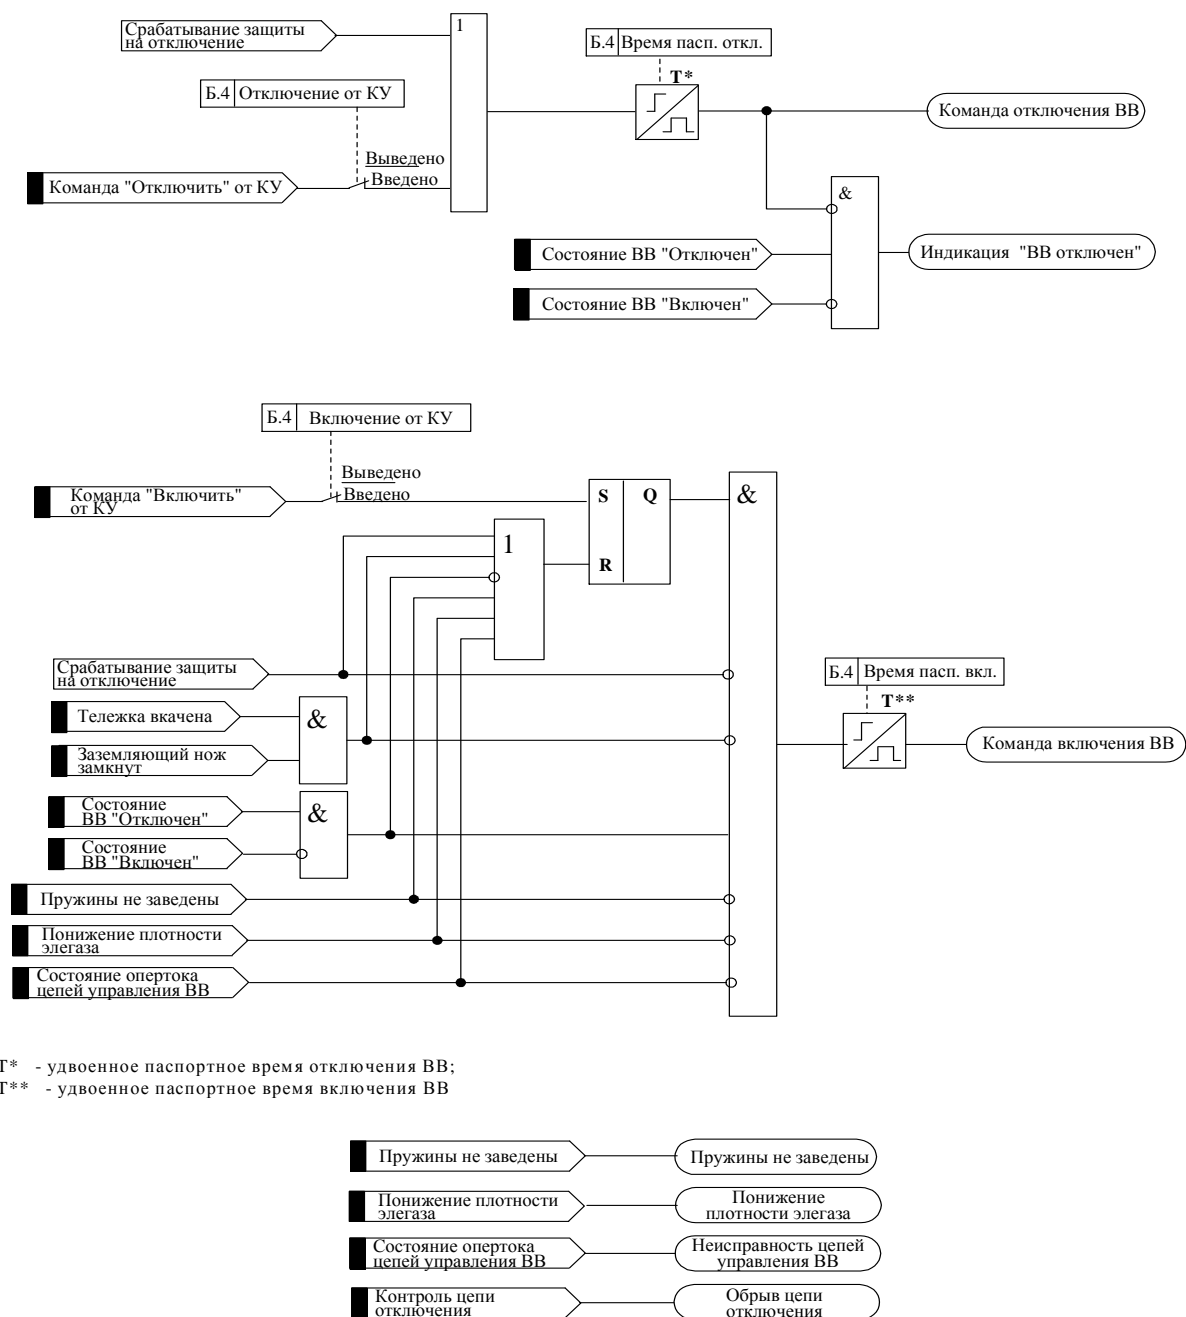 Срабатывание защиты
на отключение
1
Б.4 Время пасп. откл.
T*
Б.4 Отключение от КУ
Команда отключения ВВ
Выведено
Введено
Команда "Отключить" от КУ
&
Состояние ВВ "Отключен"
Индикация "ВВ отключен"
Состояние ВВ "Включен"
Б.4 Включение от КУ
Выведено
Введено
Команда "Включить"
от КУ
S Q
R
&
1
Срабатывание защиты
на отключение
Б.4 Время пасп. вкл.
T**
Тележка вкачена
&
Заземляющий нож
замкнут
Команда включения ВВ
Состояние
ВВ "Отключен"
&
Состояние
ВВ "Включен"
Пружины не заведены
Понижение плотности
элегаза
Состояние опертока
цепей управления ВВ
T* - удвоенное паспортное время отключения ВВ;
T** - удвоенное паспортное время включения ВВ
Пружины не заведены
Пружины не заведены
Понижение плотности
элегаза
Понижение
плотности элегаза
Состояние опертока
цепей управления ВВ
Неисправность цепей
управления ВВ
Контроль цепи
отключения
Обрыв цепи
отключения